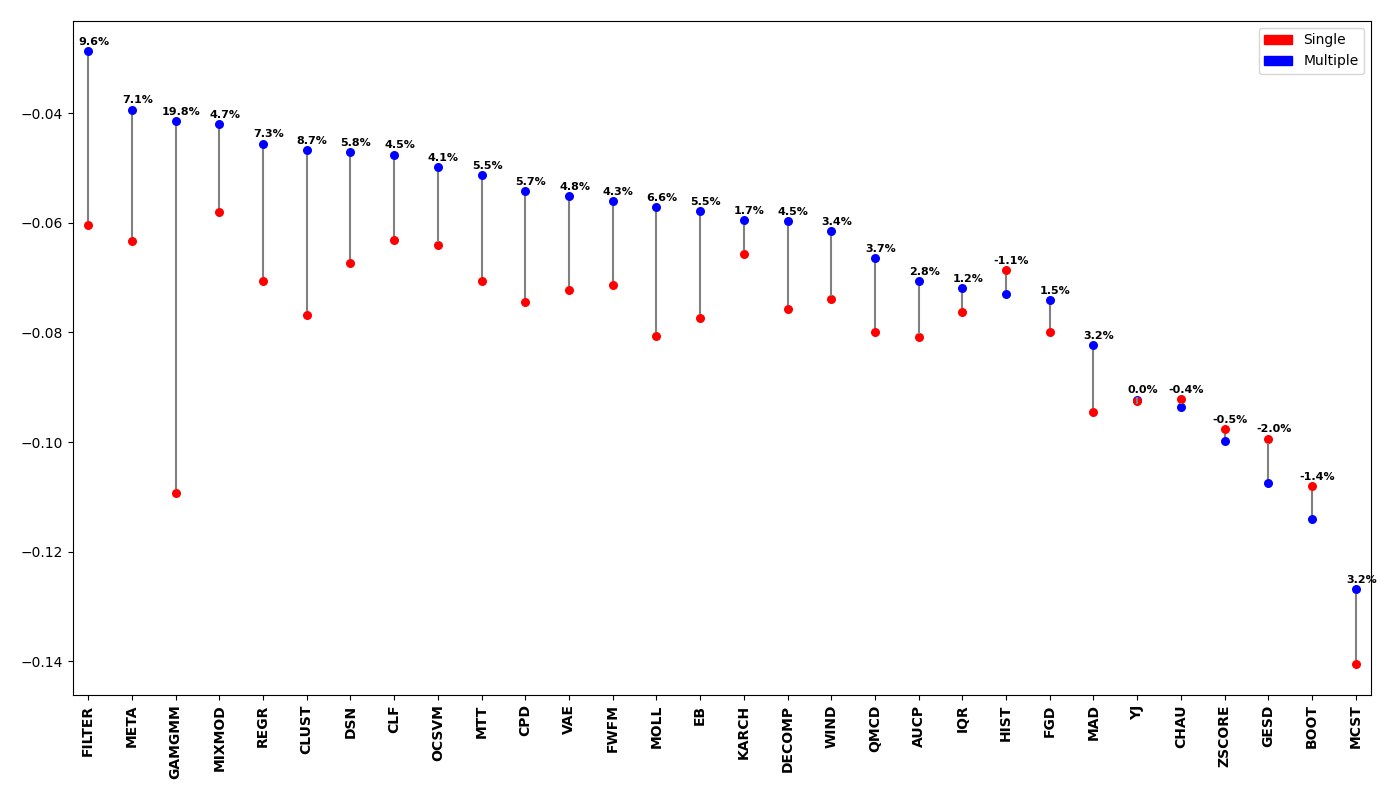 Single
Multiple
9.6%
7.1%
19.8%
4.7%
7.3%
8.7%
5.8%
4.5%
4.1%
5.5%
5.7%
4.8%
4.3%
6.6%
5.5%
1.7%
4.5%
3.4%
3.7%
2.8%
1.2%
-1.1%
1.5%
3.2%
0.0%
-0.4%
-0.5%
-2.0%
-1.4%
3.2%
−0.04
−0.06
−0.08
−0.10
−0.12
−0.14
FILTER
META
GAMGMM
MIXMOD
REGR
CLUST
DSN
CLF
OCSVM
MTT
CPD
VAE
FWFM
MOLL
EB
KARCH
DECOMP
WIND
QMCD
AUCP
IQR
HIST
FGD
MAD
YJ
CHAU
ZSCORE
GESD
BOOT
MCST